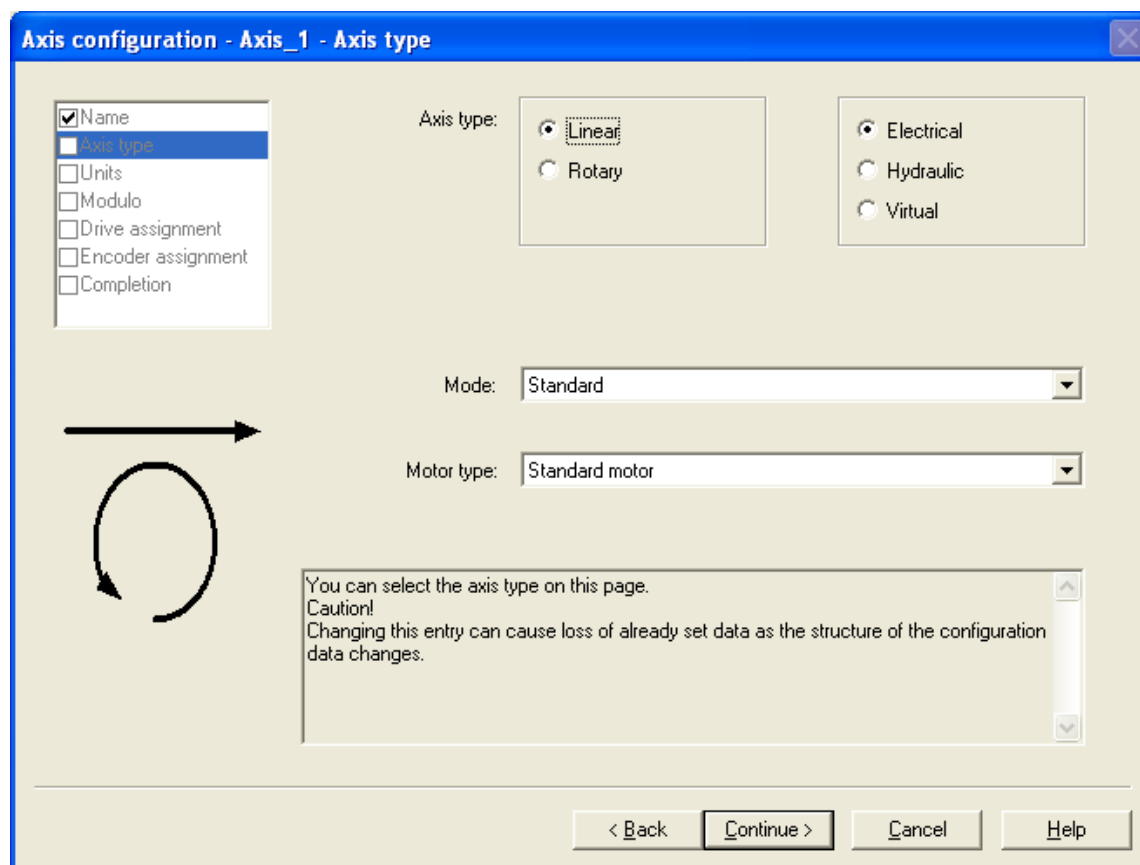 Axis configuration - Axis_1 - Axis type
Name
Axis type
Units
Modulo
Drive assignment
Encoder assignment
Completion
Axis type:
Linear
Rotary
Electrical
Hydraulic
Virtual
Mode:
Standard
Motor type:
Standard motor
You can select the axis type on this page.
Caution!
Changing this entry can cause loss of already set data as the structure of the configuration
data changes.
< Back
Continue >
Cancel
Help